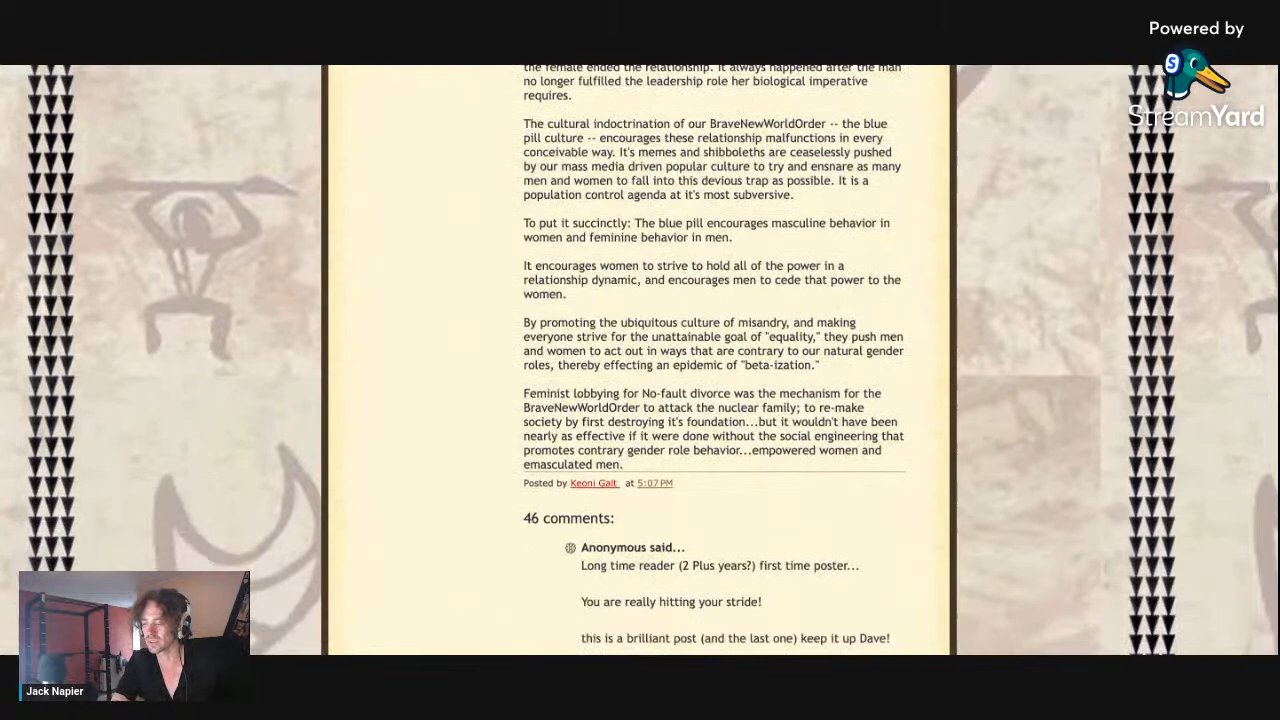 Powered by
StreamYard
the female ended the relationship. It always happened after the man
no longer fulfilled the leadership role her biological imperative
requires.
The cultural indoctrination of our BraveNewWorldOrder -- the blue
pill culture -- encourages these relationship malfunctions in every
conceivable way. It's memes and shibboleths are ceaselessly pushed
by our mass media driven popular culture to try and ensnare as many
men and women to fall into this devious trap as possible. It is a
population control agenda at it's most subversive.
To put it succinctly: The blue pill encourages masculine behavior in
women and feminine behavior in men.
It encourages women to strive to hold all of the power in a
relationship dynamic, and encourages men to cede that power to the
women.
By promoting the ubiquitous culture of misandry, and making
everyone strive for the unattainable goal of "equality," they push men
and women to act out in ways that are contrary to our natural gender
roles, thereby effecting an epidemic of "beta-ization."
Feminist lobbying for No-fault divorce was the mechanism for the
BraveNewWorldOrder to attack the nuclear family; to re-make
society by first destroying it's foundation...but it wouldn't have been
nearly as effective if it were done without the social engineering that
promotes contrary gender role behavior...empowered women and
emasculated men.
Posted by Keoni Galt at 5:07 PM
46 comments:
Anonymous said...
Long time reader (2 Plus years?) first time poster...
You are really hitting your stride!
this is a brilliant post (and the last one) keep it up Dave!
Jack Napier